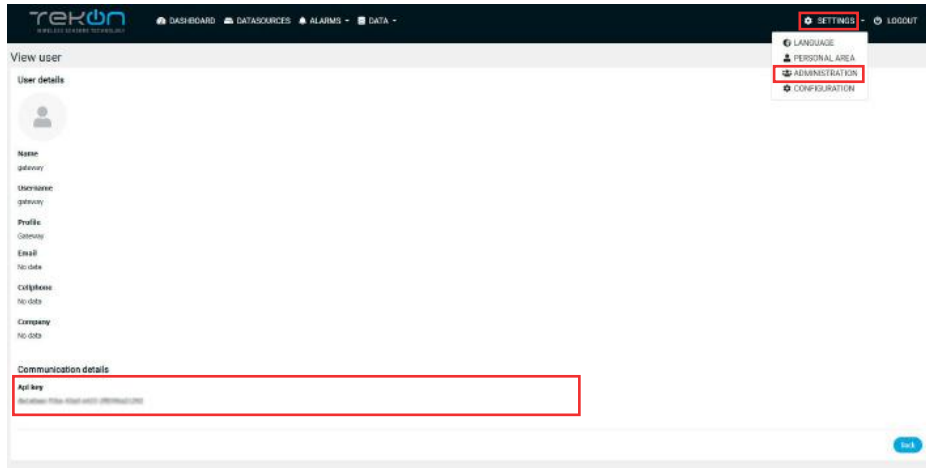 TEKON
WIRELESS SENSORS TECHNOLOGY
DASHBOARD DATASOURCES ALARMS DATA
SETTINGS LOGOUT
LANGUAGE
PERSONAL AREA
ADMINISTRATION
CONFIGURATION
View user
User details
Name
gateway
Username
gateway
Profile
Gateway
Email
No data
Cellphone
No data
Company
No data
Communication details
Api key
Back